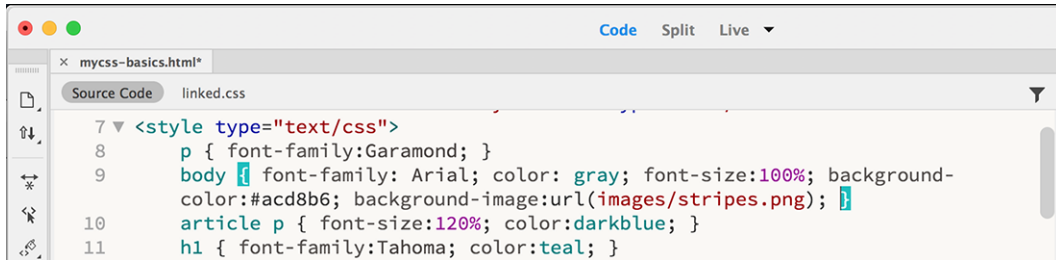 Code Split Live
× mycss-basics.html*
Source Code linked.css
7 <style type="text/css">
8 p { font-family:Garamond; }
9 body { font-family: Arial; color: gray; font-size:100%; background-
color:#acd8b6; background-image:url(images/stripes.png); }
10 article p { font-size:120%; color:darkblue; }
11 h1 { font-family:Tahoma; color:teal; }